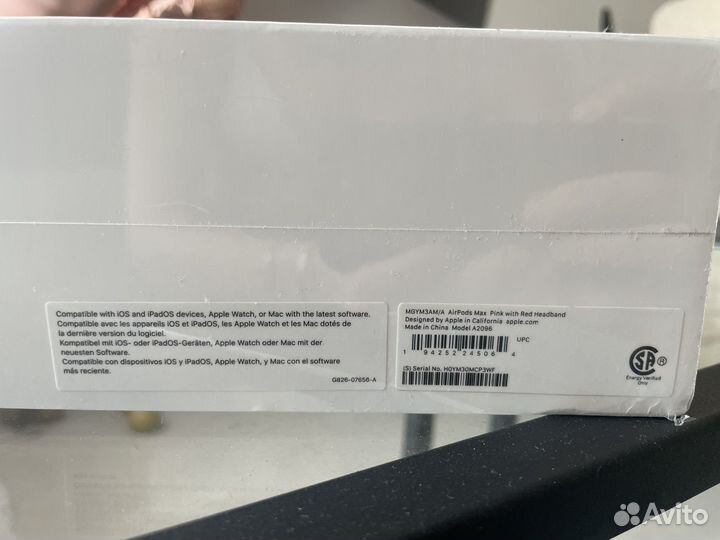 Compatible with iOS and iPadOS devices, Apple Watch, or Mac with the latest software.
Compatible avec les appareils iOS et iPadOS, les Apple Watch et les Mac dotés de
la dernière version du logiciel.
Kompatibel mit iOS- oder iPadOS-Geräten, Apple Watch oder Mac mit der
neuesten Software.
Compatible con dispositivos iOS y iPadOS, Apple Watch, y Mac con el software
más reciente.
G826-07656-A
MGYM3AM/A AirPods Max Pink with Red Headband
Designed by Apple in California apple.com
Made in China Model A2096
UPC
1 94252 24506 4
(S) Serial No. H0YM30MCP3WF
SA ®
Energy Verified
Only
Avito